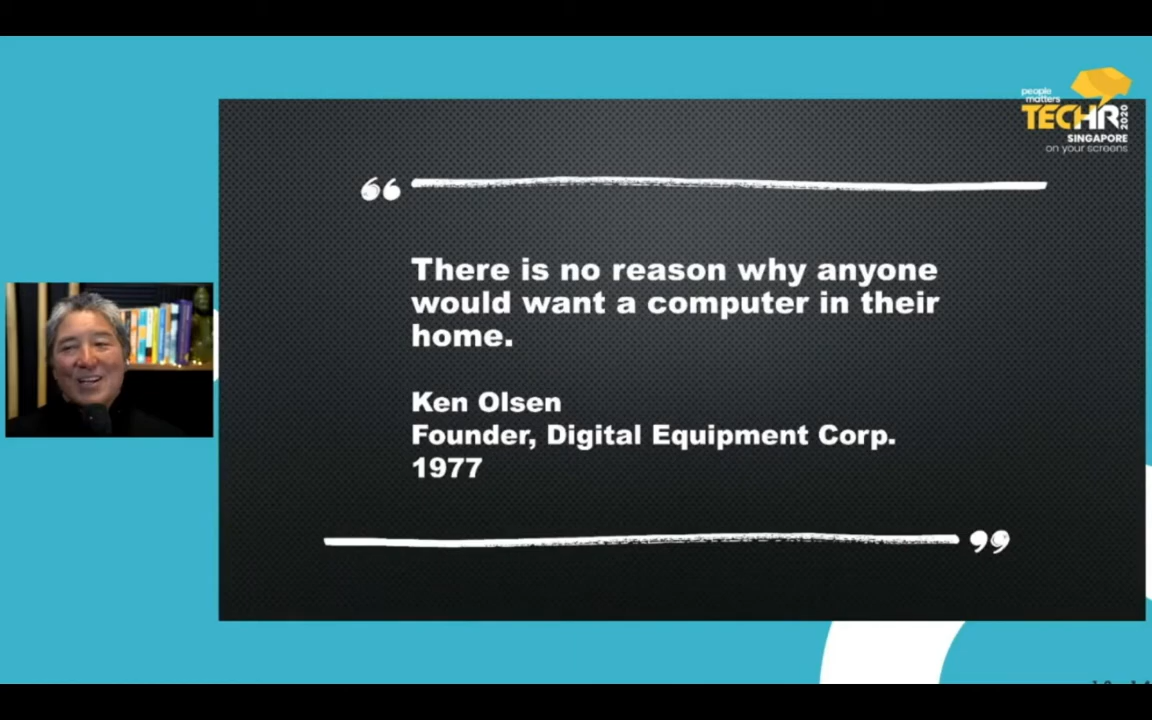 people
matters
TECHR 2020
SINGAPORE
on your screens
“
There is no reason why anyone
would want a computer in their
home.
Ken Olsen
Founder, Digital Equipment Corp.
1977
”